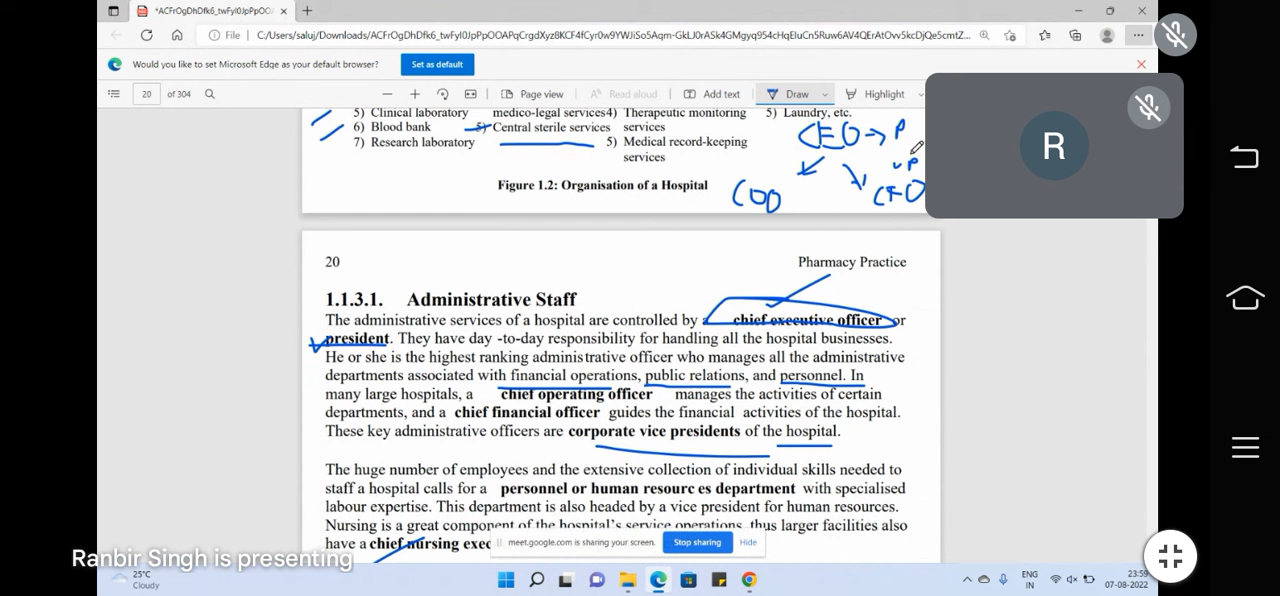 *ACFrOgDhDfk6_twFyI0JpPpOO
File C:/Users/saluj/Downloads/
Would you like to set Microsoft Edge as your default browser?
Set as default
20 of 304
Page view
Read aloud
Add text
Draw
Highlight
5) Clinical laboratory medico-legal services 4) Therapeutic monitoring 5) Laundry, etc.
6) Blood bank 5) Central sterile services services
7) Research laboratory 5) Medical record-keeping
services
CEO → P
VP
COO
CFO
Figure 1.2: Organisation of a Hospital
R
20 Pharmacy Practice
1.1.3.1. Administrative Staff
The administrative services of a hospital are controlled by a chief executive officer or
president. They have day -to-day responsibility for handling all the hospital businesses.
He or she is the highest ranking administrative officer who manages all the administrative
departments associated with financial operations, public relations, and personnel. In
many large hospitals, a chief operating officer manages the activities of certain
departments, and a chief financial officer guides the financial activities of the hospital.
These key administrative officers are corporate vice presidents of the hospital.
The huge number of employees and the extensive collection of individual skills needed to
staff a hospital calls for a personnel or human resourc es department with specialised
labour expertise. This department is also headed by a vice president for human resources.
Nursing is a great component of the hospital's service operations, thus larger facilities also
have a chief nursing exec
meet.google.com is sharing your screen.
Stop sharing
Hide
Ranbir Singh is presenting
25°C
Cloudy
ENG
IN
23:59
07-08-2022